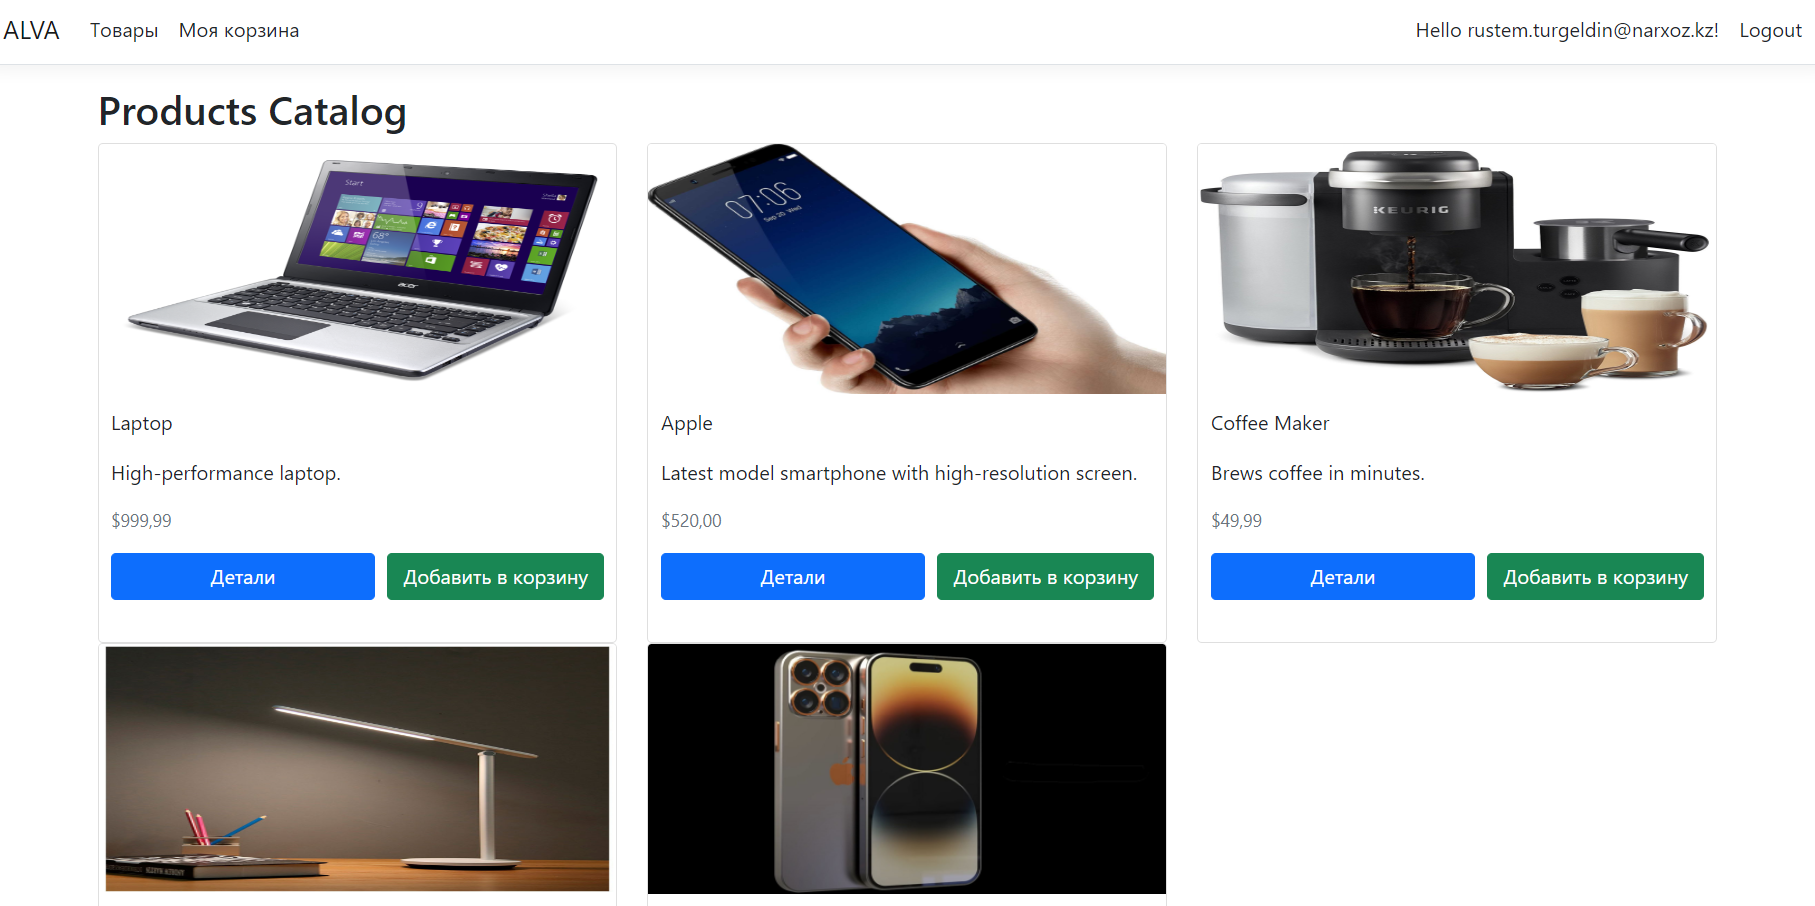 ALVA Товары Моя корзина Hello rustem.turgeldin@narxoz.kz! Logout
Products Catalog
Start
68°
acer
07:06
Sep 20 Wed
KEURIG
Laptop
High-performance laptop.
$999,99
Детали Добавить в корзину
Apple
Latest model smartphone with high-resolution screen.
$520,00
Детали Добавить в корзину
Coffee Maker
Brews coffee in minutes.
$49,99
Детали Добавить в корзину